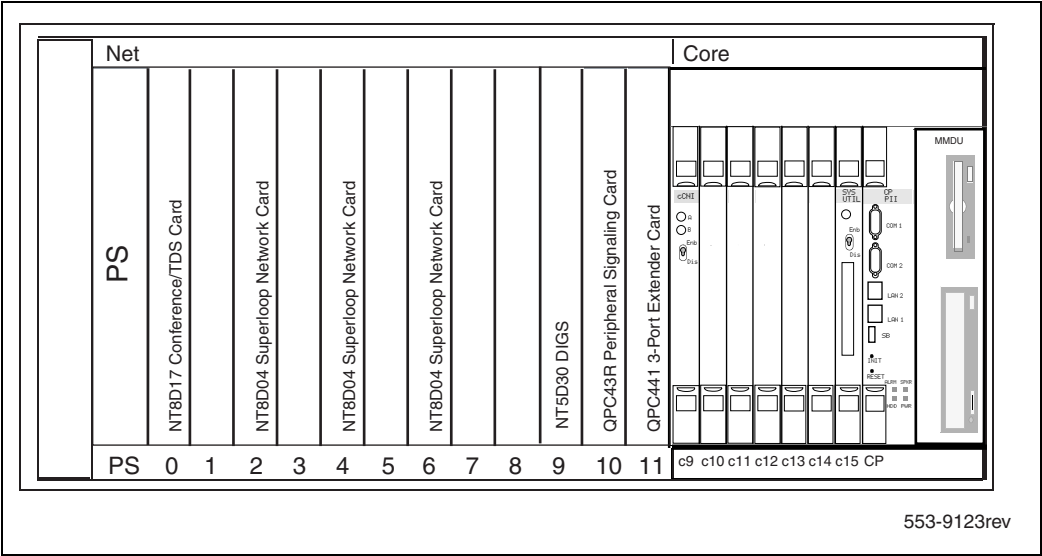 Net
Core
PS
NT8D17 Conference/TDS Card
NT8D04 Superloop Network Card
NT8D04 Superloop Network Card
NT8D04 Superloop Network Card
NT5D30 DIGS
QPC43R Peripheral Signaling Card
QPC441 3-Port Extender Card
cCNI
A
B
Enb
Dis
SYS
UTIL
Enb
Dis
CP
PII
COM 1
COM 2
LAN 2
LAN 1
SB
INIT
RESET
ALRM SPKR
HDD PWR
MMDU
PS 0 1 2 3 4 5 6 7 8 9 10 11
c9 c10 c11 c12 c13 c14 c15 CP
553-9123rev